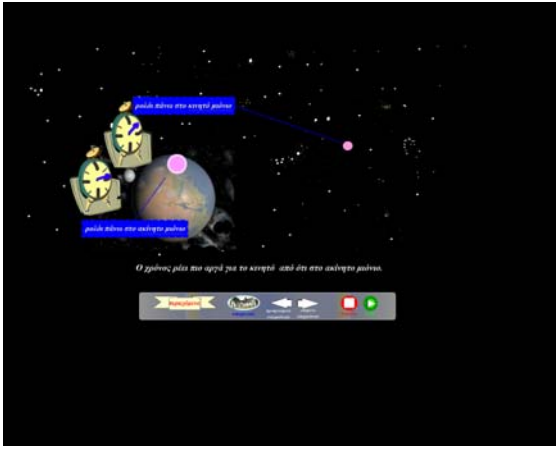 ρολόι πάνω στο κινητό μιόνιο
ρολόι πάνω στο ακίνητο μιόνιο
Ο χρόνος ρέει πιο αργά για το κινητό από ότι στο ακίνητο μιόνιο.
περιεχόμενα